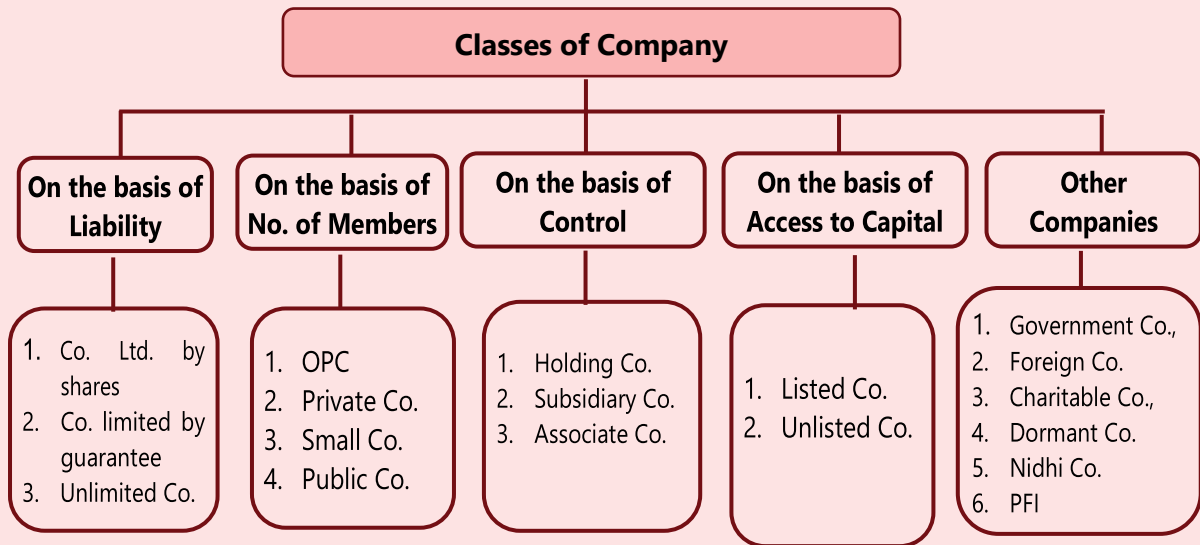 Classes of Company
On the basis of
Liability
On the basis of
No. of Members
On the basis of
Control
On the basis of
Access to Capital
Other
Companies
1. Co. Ltd. by
shares
2. Co. limited by
guarantee
3. Unlimited Co.
1. OPC
2. Private Co.
3. Small Co.
4. Public Co.
1. Holding Co.
2. Subsidiary Co.
3. Associate Co.
1. Listed Co.
2. Unlisted Co.
1. Government Co.,
2. Foreign Co.
3. Charitable Co.,
4. Dormant Co.
5. Nidhi Co.
6. PFI